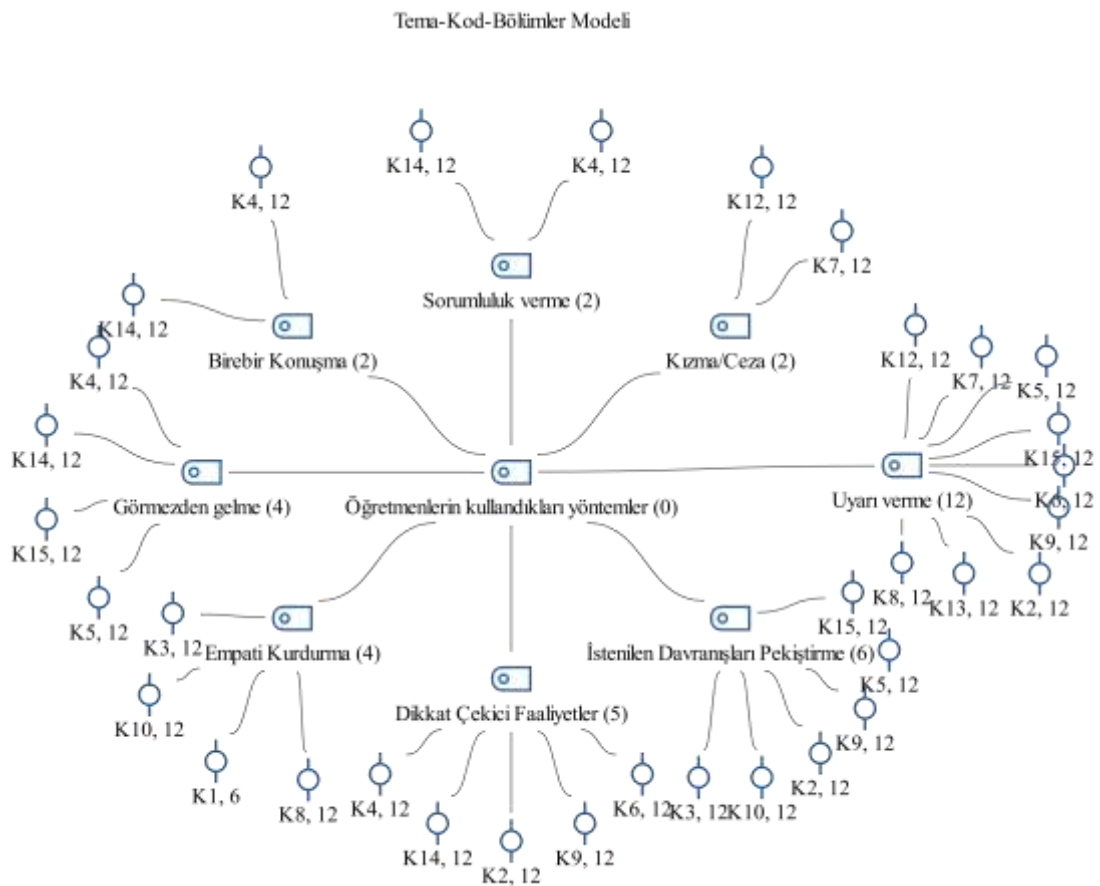 Tema-Kod-Bölümler Modeli
K14, 12
K4, 12
K4, 12
K12, 12
K7, 12
Sorumluluk verme (2)
K14, 12
Birebir Konuşma (2)
Kızma/Ceza (2)
K12, 12
K4, 12
K7, 12
K5, 12
K14, 12
K15, 12
Görmezden gelme (4)
Öğretmenlerin kullandıkları yöntemler (0)
Uyarı verme (12)
K6, 12
K15, 12
K9, 12
K5, 12
K8, 12
K13, 12
K2, 12
K3, 12
Empati Kurdurma (4)
K15, 12
İstenilen Davranışları Pekiştirme (6)
K5, 12
K10, 12
Dikkat Çekici Faaliyetler (5)
K9, 12
K1, 6
K8, 12
K4, 12
K6, 12
K3, 12
K10, 12
K2, 12
K14, 12
K2, 12
K9, 12